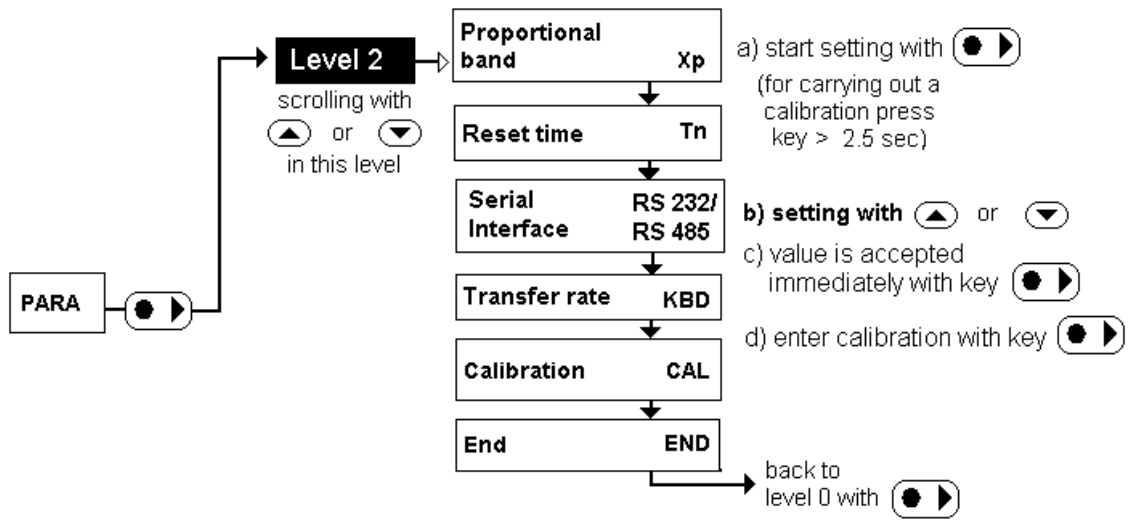 PARA
Level 2
scrolling with
or
in this level
Proportional
band Xp
Reset time Tn
Serial RS 232/
Interface RS 485
Transfer rate KBD
Calibration CAL
End END
a) start setting with
(for carrying out a
calibration press
key > 2.5 sec)
b) setting with or
c) value is accepted
immediately with key
d) enter calibration with key
back to
level 0 with